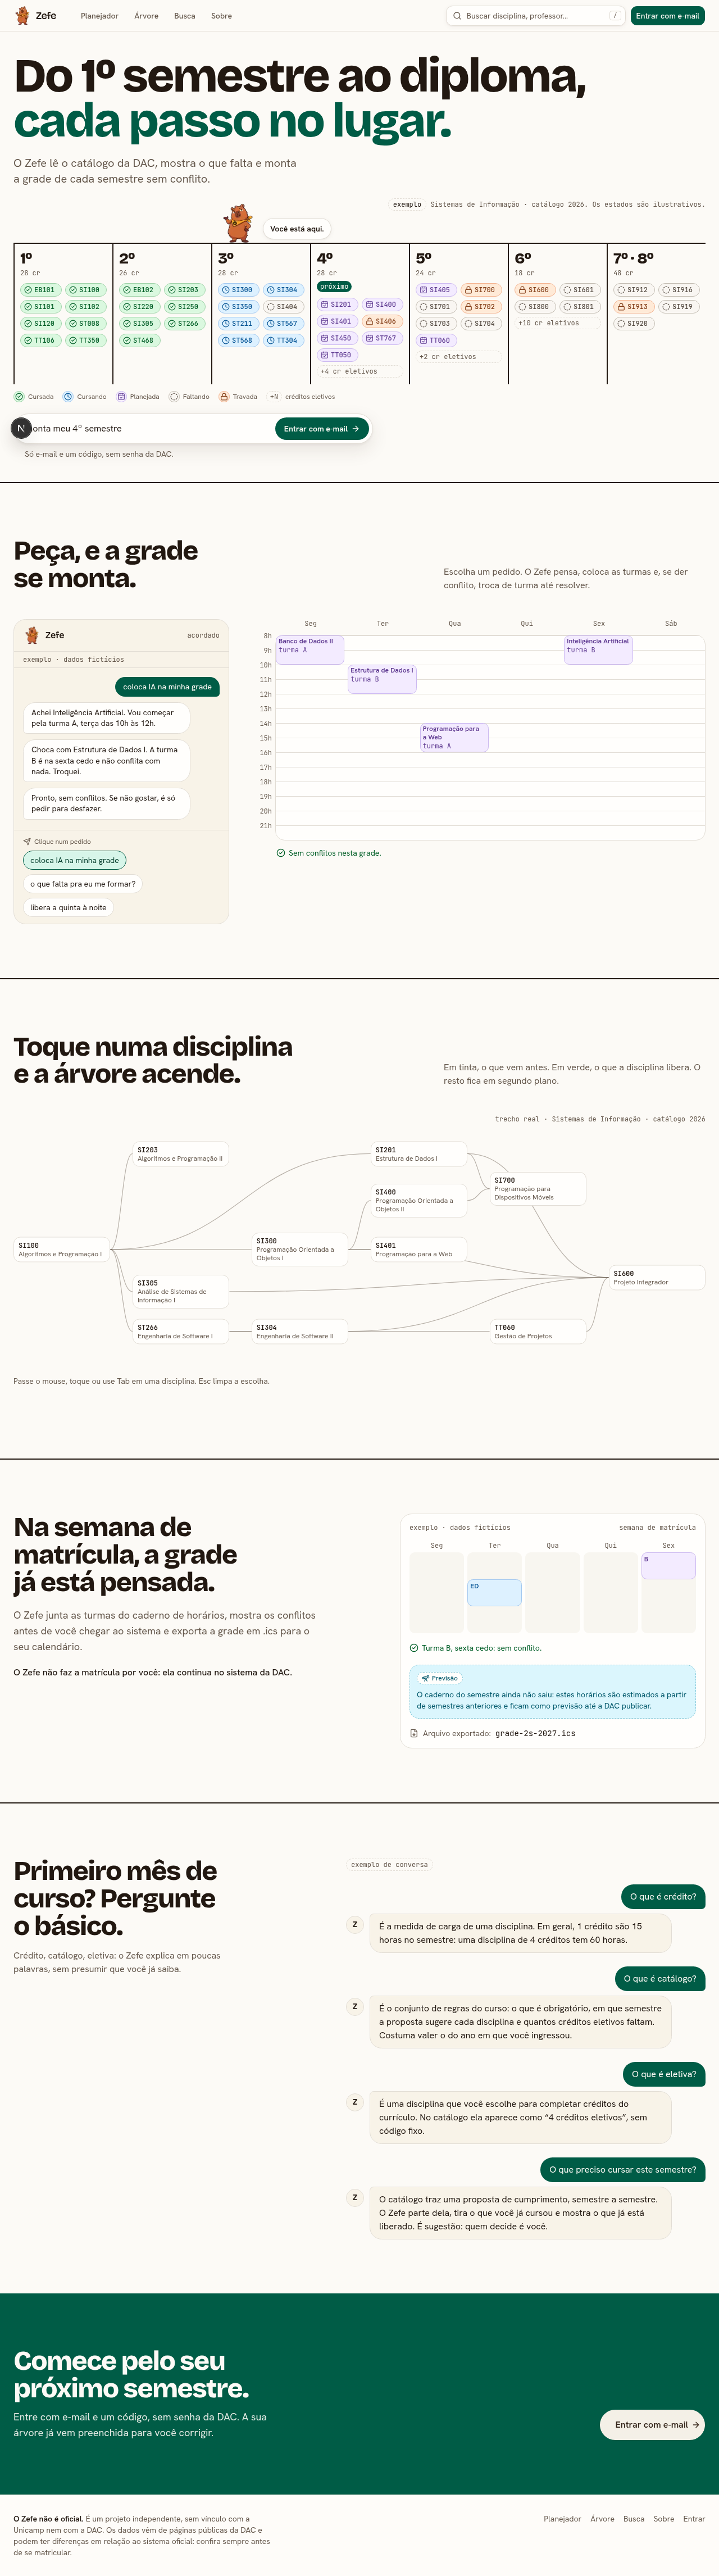 Zefe
Planejador
Árvore
Busca
Sobre
Buscar disciplina, professor...
/
Entrar com e-mail
Do 1º semestre ao diploma,
cada passo no lugar.
O Zefe lê o catálogo da DAC, mostra o que falta e monta
a grade de cada semestre sem conflito.
exemplo Sistemas de Informação · catálogo 2026. Os estados são ilustrativos.
Você está aqui.
1º
28 cr
EB101 SI100
SI101 SI102
SI120 ST008
TT106 TT350
2º
26 cr
EB102 SI203
SI220 SI250
SI305 ST266
ST468
3º
28 cr
SI300 SI304
SI350 SI404
ST211 ST567
ST568 TT304
4º
28 cr
próximo
SI201 SI400
SI401 SI406
SI450 ST767
TT050
+4 cr eletivos
5º
24 cr
SI405 SI700
SI701 SI702
SI703 SI704
TT060
+2 cr eletivos
6º
18 cr
SI600 SI601
SI800 SI801
+10 cr eletivos
7º · 8º
48 cr
SI912 SI916
SI913 SI919
SI920
Cursada
Cursando
Planejada
Faltando
Travada
+N créditos eletivos
N
onta meu 4º semestre
Entrar com e-mail →
Só e-mail e um código, sem senha da DAC.
Peça, e a grade
se monta.
Escolha um pedido. O Zefe pensa, coloca as turmas e, se der
conflito, troca de turma até resolver.
Zefe
acordado
exemplo · dados fictícios
coloca IA na minha grade
Achei Inteligência Artificial. Vou começar
pela turma A, terça das 10h às 12h.
Choca com Estrutura de Dados I. A turma
B é na sexta cedo e não conflita com
nada. Troquei.
Pronto, sem conflitos. Se não gostar, é só
pedir para desfazer.
Clique num pedido
coloca IA na minha grade
o que falta pra eu me formar?
libera a quinta à noite
Seg Ter Qua Qui Sex Sáb
8h
9h
10h
11h
12h
13h
14h
15h
16h
17h
18h
19h
20h
21h
Banco de Dados II
turma A
Estrutura de Dados I
turma B
Programação para
a Web
turma A
Inteligência Artificial
turma B
Sem conflitos nesta grade.
Toque numa disciplina
e a árvore acende.
Em tinta, o que vem antes. Em verde, o que a disciplina libera. O
resto fica em segundo plano.
trecho real · Sistemas de Informação · catálogo 2026
SI100
Algoritmos e Programação I
SI203
Algoritmos e Programação II
SI305
Análise de Sistemas de
Informação I
ST266
Engenharia de Software I
SI300
Programação Orientada a
Objetos I
SI304
Engenharia de Software II
SI201
Estrutura de Dados I
SI400
Programação Orientada a
Objetos II
SI401
Programação para a Web
SI700
Programação para
Dispositivos Móveis
TT060
Gestão de Projetos
SI600
Projeto Integrador
Passe o mouse, toque ou use Tab em uma disciplina. Esc limpa a escolha.
Na semana de
matrícula, a grade
já está pensada.
O Zefe junta as turmas do caderno de horários, mostra os conflitos
antes de você chegar ao sistema e exporta a grade em .ics para o
seu calendário.
O Zefe não faz a matrícula por você: ela continua no sistema da DAC.
exemplo · dados fictícios
semana de matrícula
Seg Ter Qua Qui Sex
ED
B
Turma B, sexta cedo: sem conflito.
Previsão
O caderno do semestre ainda não saiu: estes horários são estimados a partir
de semestres anteriores e ficam como previsão até a DAC publicar.
Arquivo exportado: grade-2s-2027.ics
Primeiro mês de
curso? Pergunte
o básico.
Crédito, catálogo, eletiva: o Zefe explica em poucas
palavras, sem presumir que você já saiba.
exemplo de conversa
O que é crédito?
Z
É a medida de carga de uma disciplina. Em geral, 1 crédito são 15
horas no semestre: uma disciplina de 4 créditos tem 60 horas.
O que é catálogo?
Z
É o conjunto de regras do curso: o que é obrigatório, em que semestre
a proposta sugere cada disciplina e quantos créditos eletivos faltam.
Costuma valer o do ano em que você ingressou.
O que é eletiva?
Z
É uma disciplina que você escolhe para completar créditos do
currículo. No catálogo ela aparece como “4 créditos eletivos”, sem
código fixo.
O que preciso cursar este semestre?
Z
O catálogo traz uma proposta de cumprimento, semestre a semestre.
O Zefe parte dela, tira o que você já cursou e mostra o que já está
liberado. É sugestão: quem decide é você.
Comece pelo seu
próximo semestre.
Entre com e-mail e um código, sem senha da DAC. A sua
árvore já vem preenchida para você corrigir.
Entrar com e-mail →
O Zefe não é oficial. É um projeto independente, sem vínculo com a
Unicamp nem com a DAC. Os dados vêm de páginas públicas da DAC e
podem ter diferenças em relação ao sistema oficial: confira sempre antes
de se matricular.
Planejador
Árvore
Busca
Sobre
Entrar